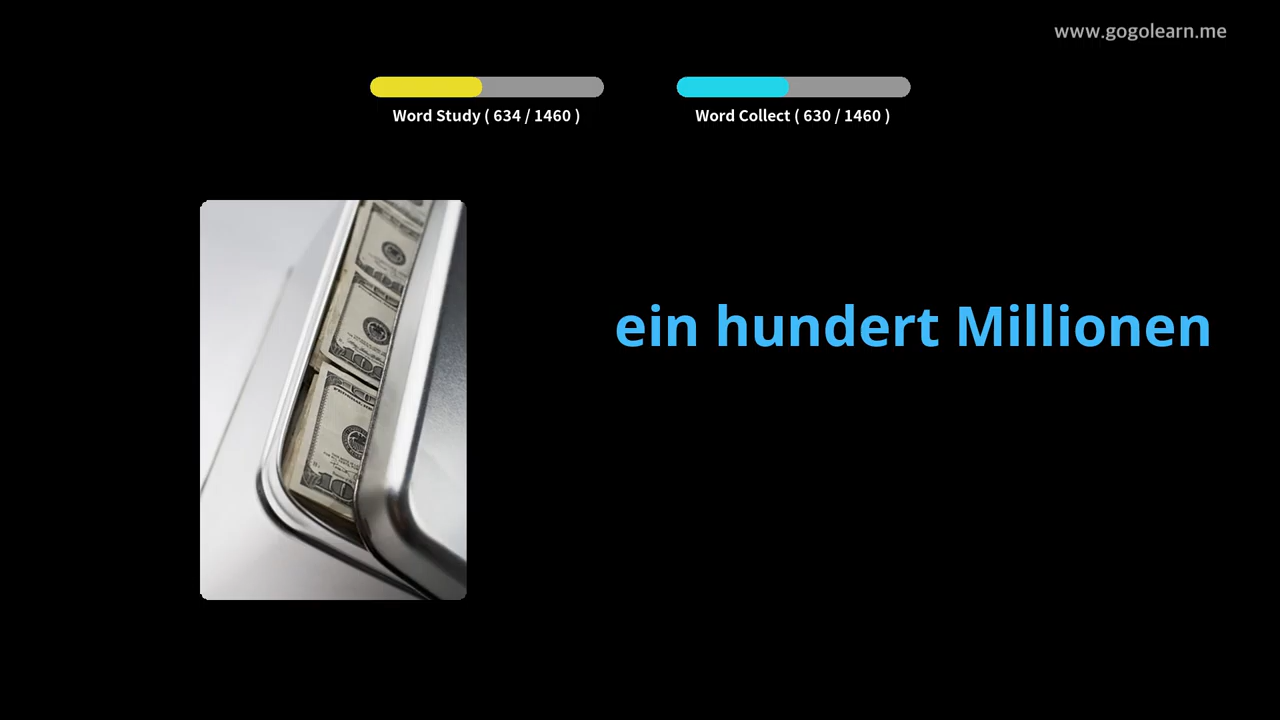 www.gogolearn.me
Word Study ( 634 / 1460 )
Word Collect ( 630 / 1460 )
ein hundert Millionen